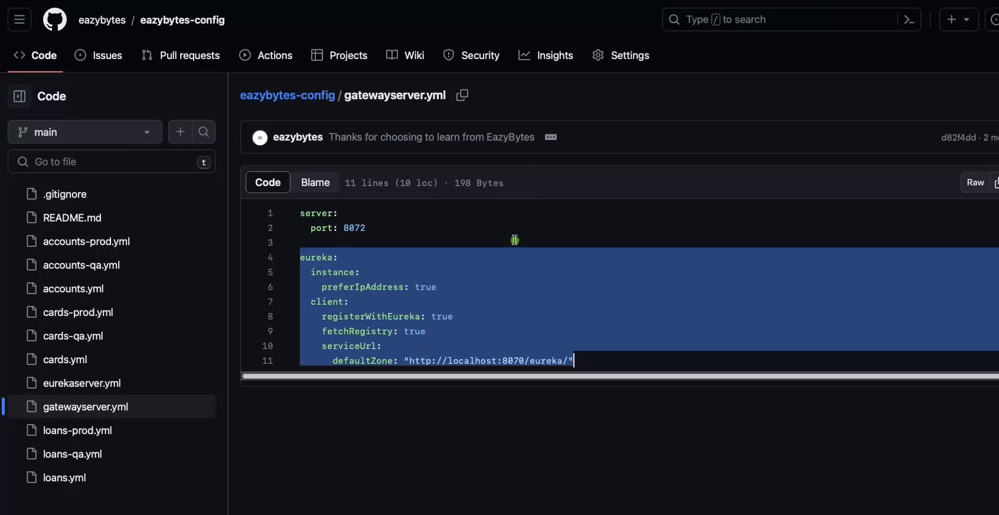 eazybytes / eazybytes-config
Type / to search
Code
Issues
Pull requests
Actions
Projects
Wiki
Security
Insights
Settings
Code
main
Go to file
t
.gitignore
README.md
accounts-prod.yml
accounts-qa.yml
accounts.yml
cards-prod.yml
cards-qa.yml
cards.yml
eurekaserver.yml
gatewayserver.yml
loans-prod.yml
loans-qa.yml
loans.yml
eazybytes-config / gatewayserver.yml
eazybytes Thanks for choosing to learn from EazyBytes
d82f4dd · 2
Code
Blame
11 lines (10 loc) · 198 Bytes
Raw
1 server:
2 port: 8072
3
4 eureka:
5 instance:
6 preferIpAddress: true
7 client:
8 registerWithEureka: true
9 fetchRegistry: true
10 serviceUrl:
11 defaultZone: "http://localhost:8070/eureka/"